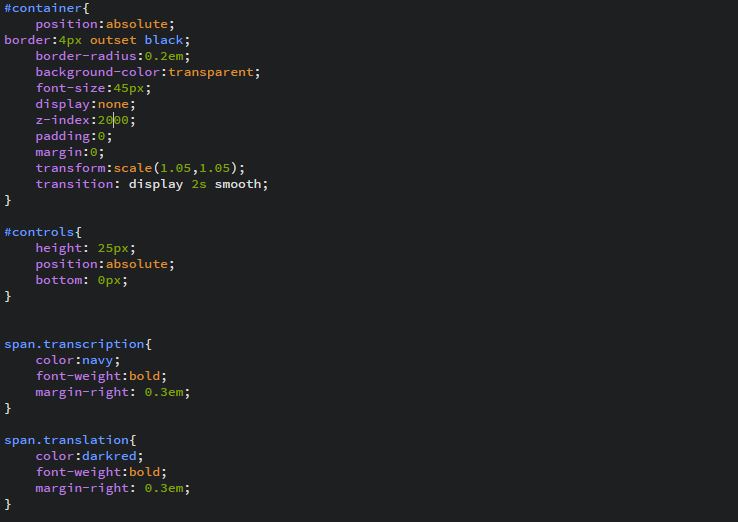 #container{
    position:absolute;
border:4px outset black;
    border-radius:0.2em;
    background-color:transparent;
    font-size:45px;
    display:none;
    z-index:2000;
    padding:0;
    margin:0;
    transform:scale(1.05,1.05);
    transition: display 2s smooth;
}

#controls{
    height: 25px;
    position:absolute;
    bottom: 0px;
}

span.transcription{
    color:navy;
    font-weight:bold;
    margin-right: 0.3em;
}

span.translation{
    color:darkred;
    font-weight:bold;
    margin-right: 0.3em;
}